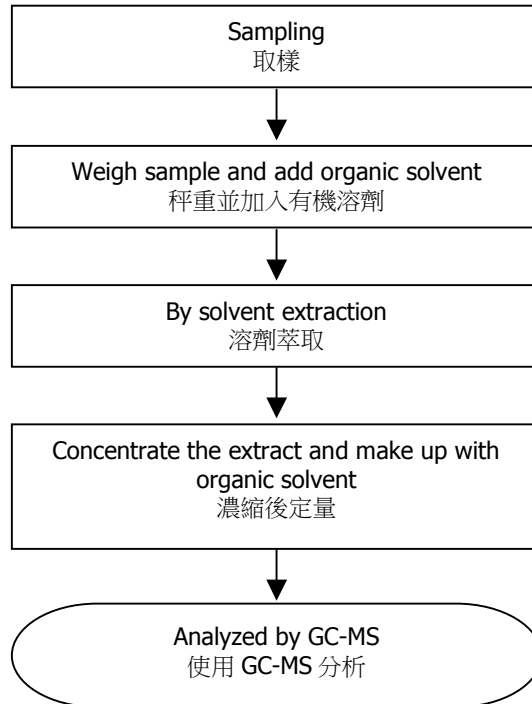 Sampling
取樣
Weigh sample and add organic solvent
秤重並加入有機溶劑
By solvent extraction
溶劑萃取
Concentrate the extract and make up with
organic solvent
濃縮後定量
Analyzed by GC-MS
使用 GC-MS 分析